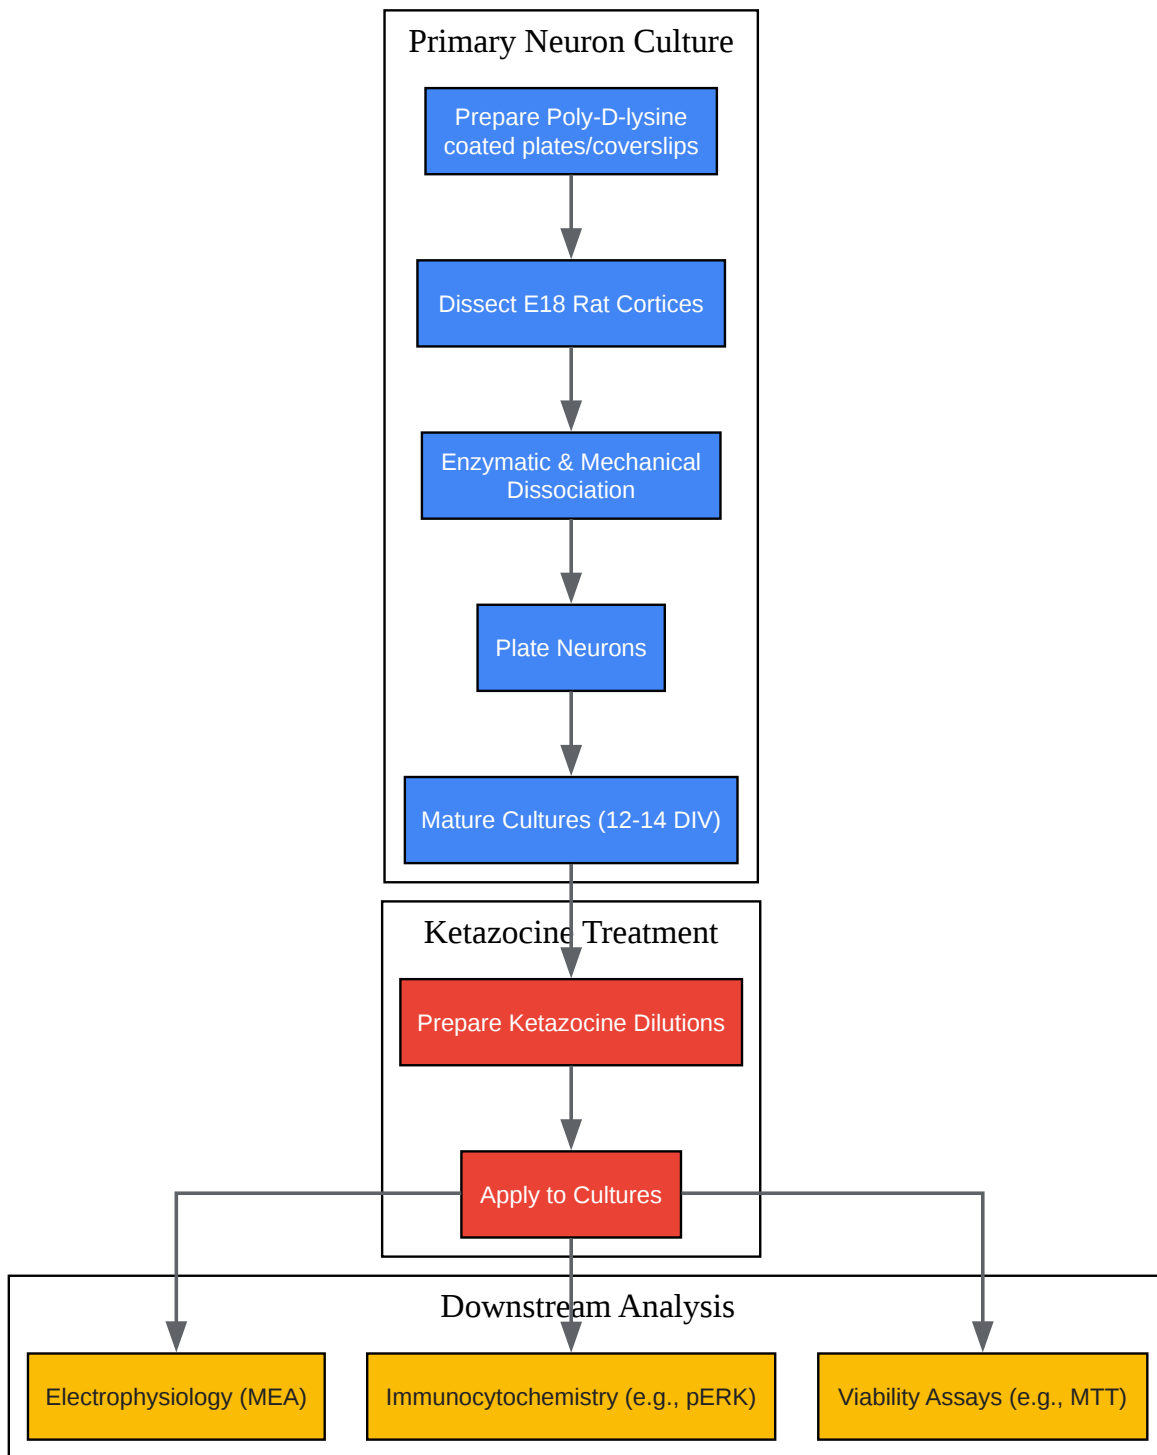 Primary Neuron Culture
Prepare Poly-D-lysine
coated plates/coverslips
Dissect E18 Rat Cortices
Enzymatic & Mechanical
Dissociation
Plate Neurons
Mature Cultures (12-14 DIV)
Ketazocine Treatment
Prepare Ketazocine Dilutions
Apply to Cultures
Downstream Analysis
Electrophysiology (MEA)
Immunocytochemistry (e.g., pERK)
Viability Assays (e.g., MTT)